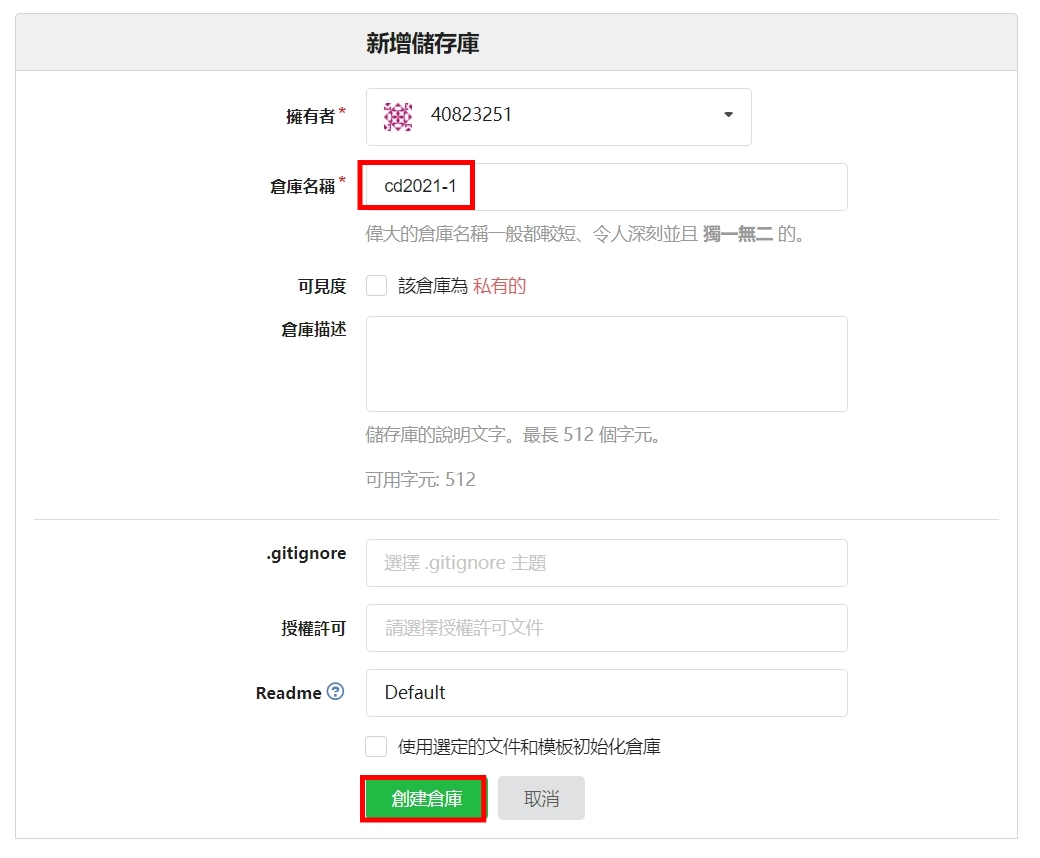 新增儲存庫
擁有者*
40823251
倉庫名稱*
cd2021-1
偉大的倉庫名稱一般都較短、令人深刻並且 獨一無二 的。
可見度
該倉庫為 私有的
倉庫描述
儲存庫的說明文字。最長 512 個字元。
可用字元: 512
.gitignore
選擇 .gitignore 主題
授權許可
請選擇授權許可文件
Readme ?
Default
使用選定的文件和模板初始化倉庫
創建倉庫
取消